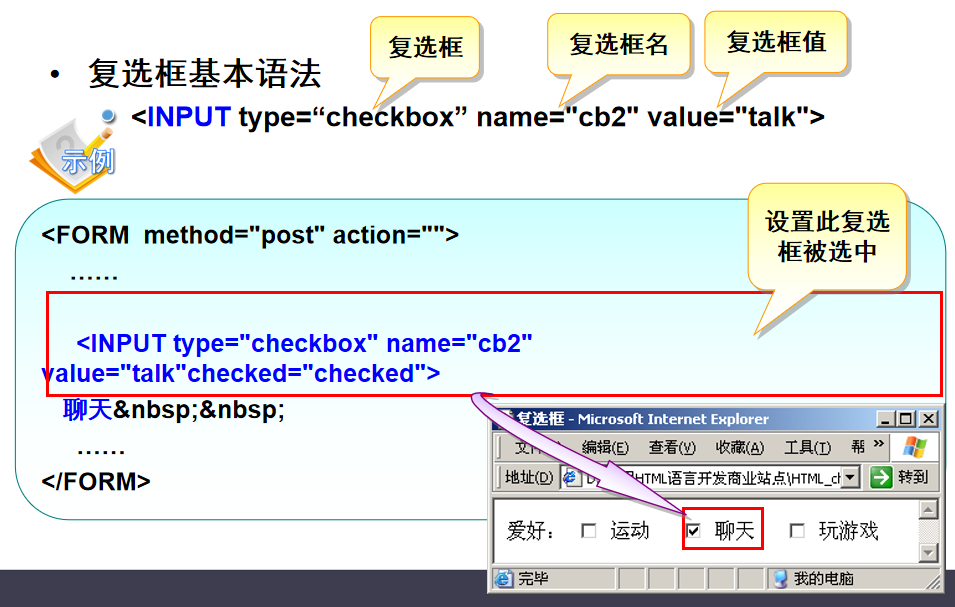 复选框
复选框名
复选框值
• 复选框基本语法
<INPUT type=“checkbox” name="cb2" value="talk">
示例
设置此复选
框被选中
<FORM  method="post" action="">
……
<INPUT type="checkbox" name="cb2"
value="talk"checked="checked">
聊天&nbsp;&nbsp;
……
</FORM>
复选框 - Microsoft Internet Explorer
编辑(E) 查看(V) 收藏(A) 工具(T) 帮 »
地址(D) HTML语言开发商业站点\HTML_ch 转到
爱好： 运动 聊天 玩游戏
完毕 我的电脑